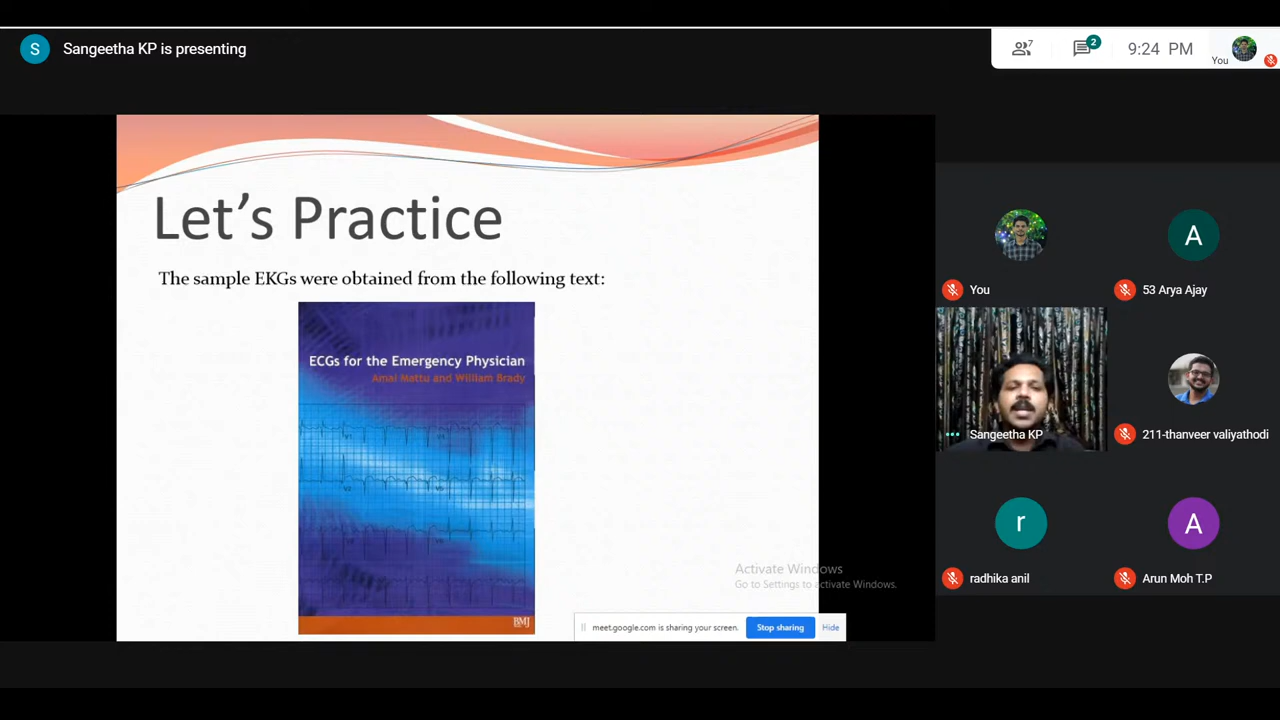 S Sangeetha KP is presenting
7
2
9:24 PM
You
Let's Practice
The sample EKGs were obtained from the following text:
ECGs for the Emergency Physician
Amal Mattu and William Brady
BMJ
Activate Windows
Go to Settings to activate Windows.
meet.google.com is sharing your screen. Stop sharing Hide
You
A
53 Arya Ajay
Sangeetha KP
211-thanveer valiyathodi
r
radhika anil
A
Arun Moh T.P